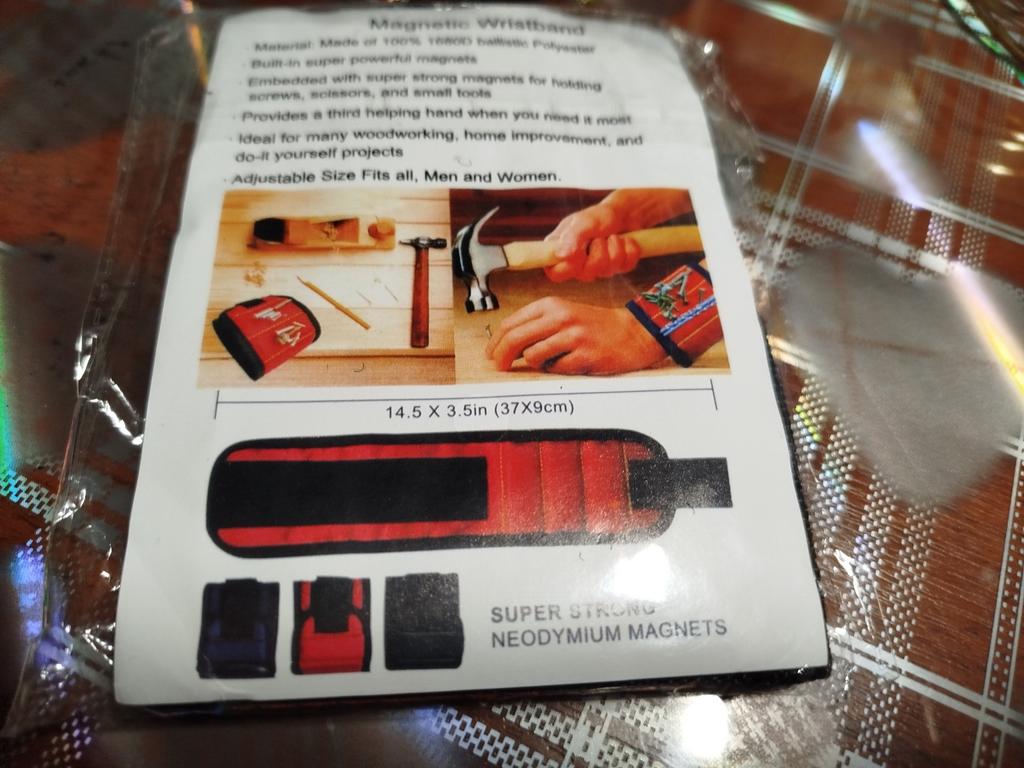 Magnetic Wristband
· Material: Made of 100% 1680D ballistic Polyester
· Built-in super powerful magnets
· Embedded with super strong magnets for holding
screws, scissors, and small tools
· Provides a third helping hand when you need it most
· Ideal for many woodworking, home improvement, and
do-it yourself projects
· Adjustable Size Fits all, Men and Women.
14.5 X 3.5in (37X9cm)
SUPER STRONG
NEODYMIUM MAGNETS